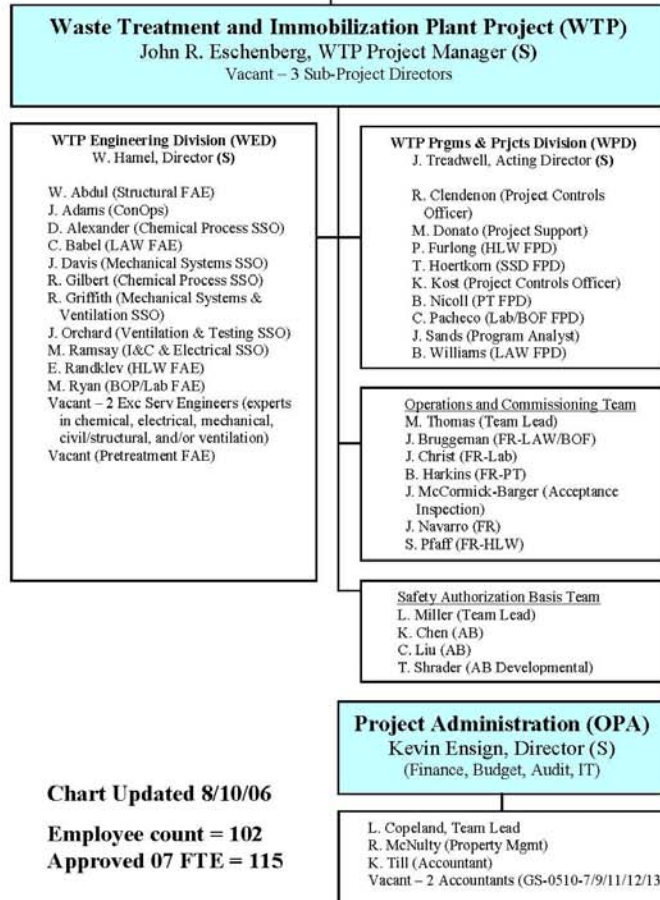 Waste Treatment and Immobilization Plant Project (WTP)
John R. Eschenberg, WTP Project Manager (S)
Vacant – 3 Sub-Project Directors
WTP Engineering Division (WED)
W. Hamel, Director (S)
W. Abdul (Structural FAE)
J. Adams (ConOps)
D. Alexander (Chemical Process SSO)
C. Babel (LAW FAE)
J. Davis (Mechanical Systems SSO)
R. Gilbert (Chemical Process SSO)
R. Griffith (Mechanical Systems &
Ventilation SSO)
J. Orchard (Ventilation & Testing SSO)
M. Ramsay (I&C & Electrical SSO)
E. Randklev (HLW FAE)
M. Ryan (BOP/Lab FAE)
Vacant – 2 Exc Serv Engineers (experts
in chemical, electrical, mechanical,
civil/structural, and/or ventilation)
Vacant (Pretreatment FAE)
WTP Prgms & Prjcts Division (WPD)
J. Treadwell, Acting Director (S)
R. Clendenon (Project Controls
Officer)
M. Donato (Project Support)
P. Furlong (HLW FPD)
T. Hoertkorn (SSD FPD)
K. Kost (Project Controls Officer)
B. Nicoll (PT FPD)
C. Pacheco (Lab/BOF FPD)
J. Sands (Program Analyst)
B. Williams (LAW FPD)
Operations and Commissioning Team
M. Thomas (Team Lead)
J. Bruggeman (FR-LAW/BOF)
J. Christ (FR-Lab)
B. Harkins (FR-PT)
J. McCormick-Barger (Acceptance
Inspection)
J. Navarro (FR)
S. Pfaff (FR-HLW)
Safety Authorization Basis Team
L. Miller (Team Lead)
K. Chen (AB)
C. Liu (AB)
T. Shrader (AB Developmental)
Project Administration (OPA)
Kevin Ensign, Director (S)
(Finance, Budget, Audit, IT)
L. Copeland, Team Lead
R. McNulty (Property Mgmt)
K. Till (Accountant)
Vacant – 2 Accountants (GS-0510-7/9/11/12/13
Chart Updated 8/10/06
Employee count = 102
Approved 07 FTE = 115